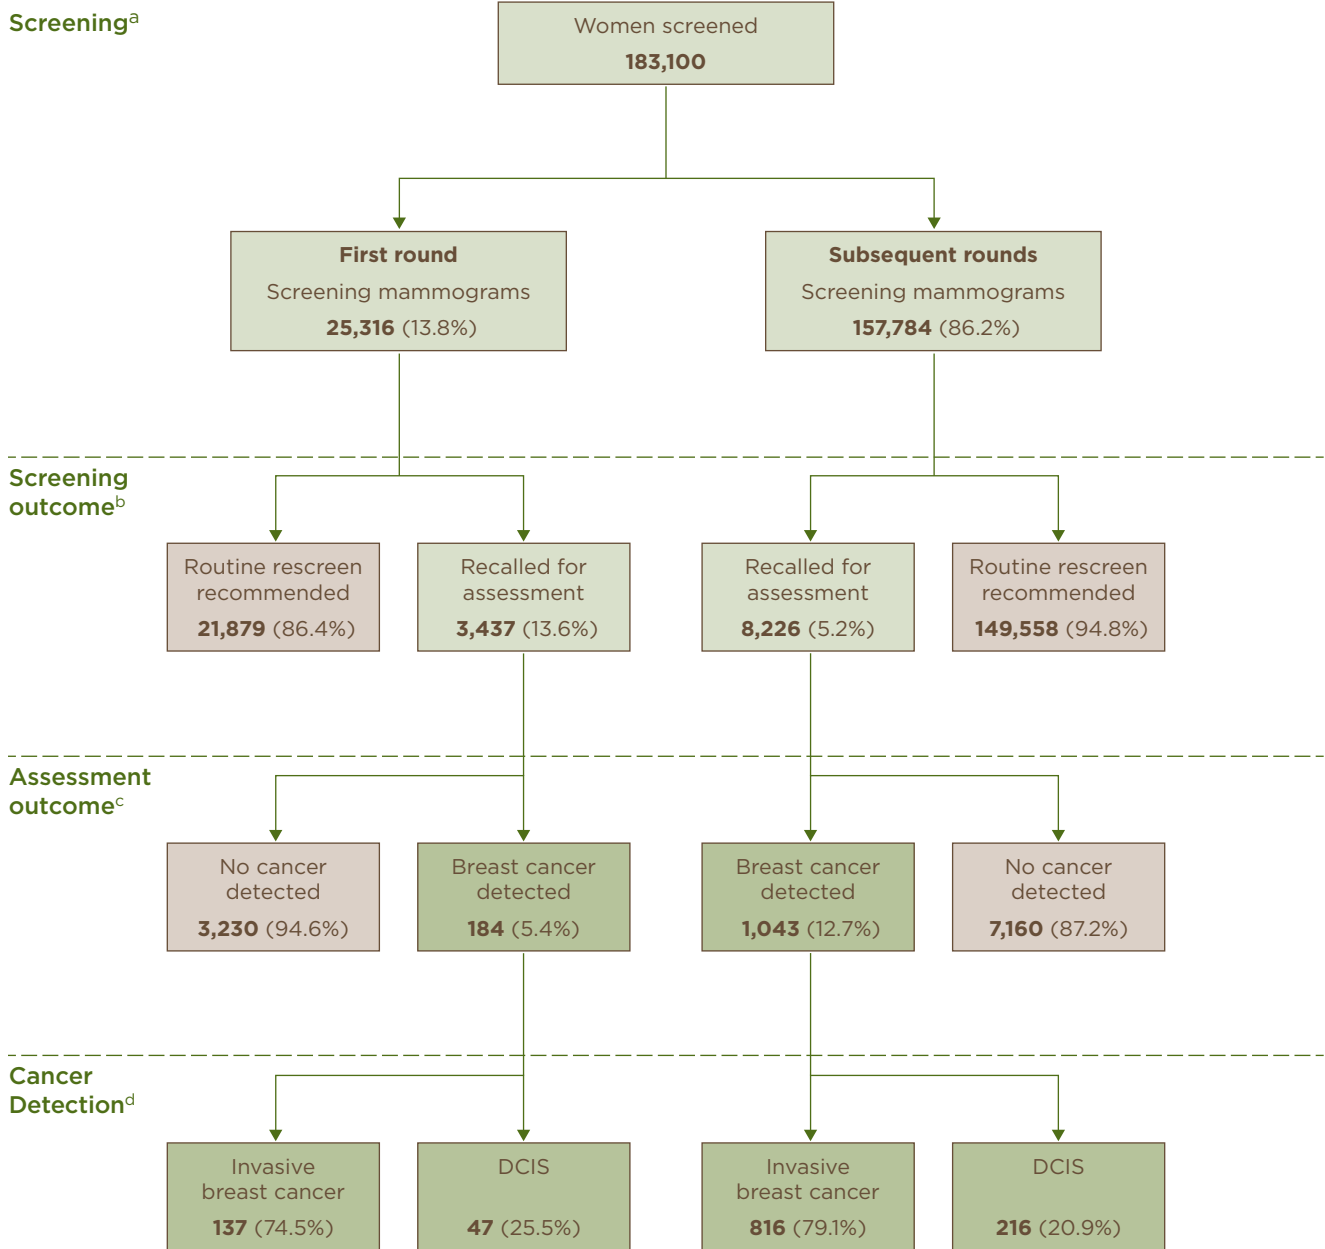 Screeningᵃ
Women screened
183,100
First round
Screening mammograms
25,316 (13.8%)
Subsequent rounds
Screening mammograms
157,784 (86.2%)
Screening
outcomeᵇ
Routine rescreen
recommended
21,879 (86.4%)
Recalled for
assessment
3,437 (13.6%)
Recalled for
assessment
8,226 (5.2%)
Routine rescreen
recommended
149,558 (94.8%)
Assessment
outcomeᶜ
No cancer
detected
3,230 (94.6%)
Breast cancer
detected
184 (5.4%)
Breast cancer
detected
1,043 (12.7%)
No cancer
detected
7,160 (87.2%)
Cancer
Detectionᵈ
Invasive
breast cancer
137 (74.5%)
DCIS
47 (25.5%)
Invasive
breast cancer
816 (79.1%)
DCIS
216 (20.9%)